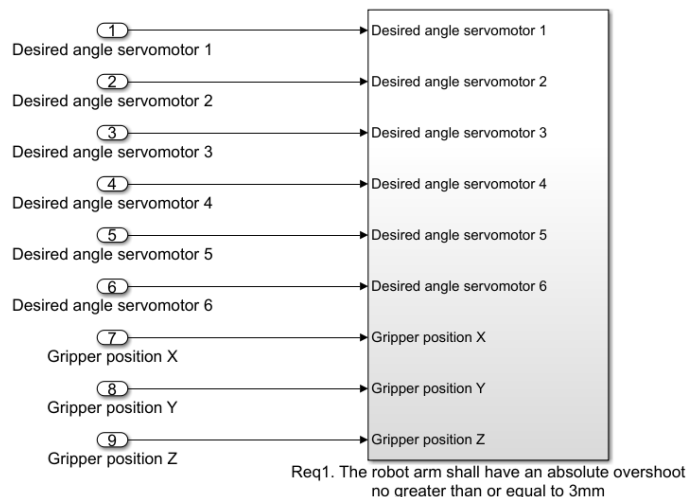 1
Desired angle servomotor 1
Desired angle servomotor 1
2
Desired angle servomotor 2
Desired angle servomotor 2
3
Desired angle servomotor 3
Desired angle servomotor 3
4
Desired angle servomotor 4
Desired angle servomotor 4
5
Desired angle servomotor 5
Desired angle servomotor 5
6
Desired angle servomotor 6
Desired angle servomotor 6
7
Gripper position X
Gripper position X
8
Gripper position Y
Gripper position Y
9
Gripper position Z
Gripper position Z
Req1. The robot arm shall have an absolute overshoot
no greater than or equal to 3mm